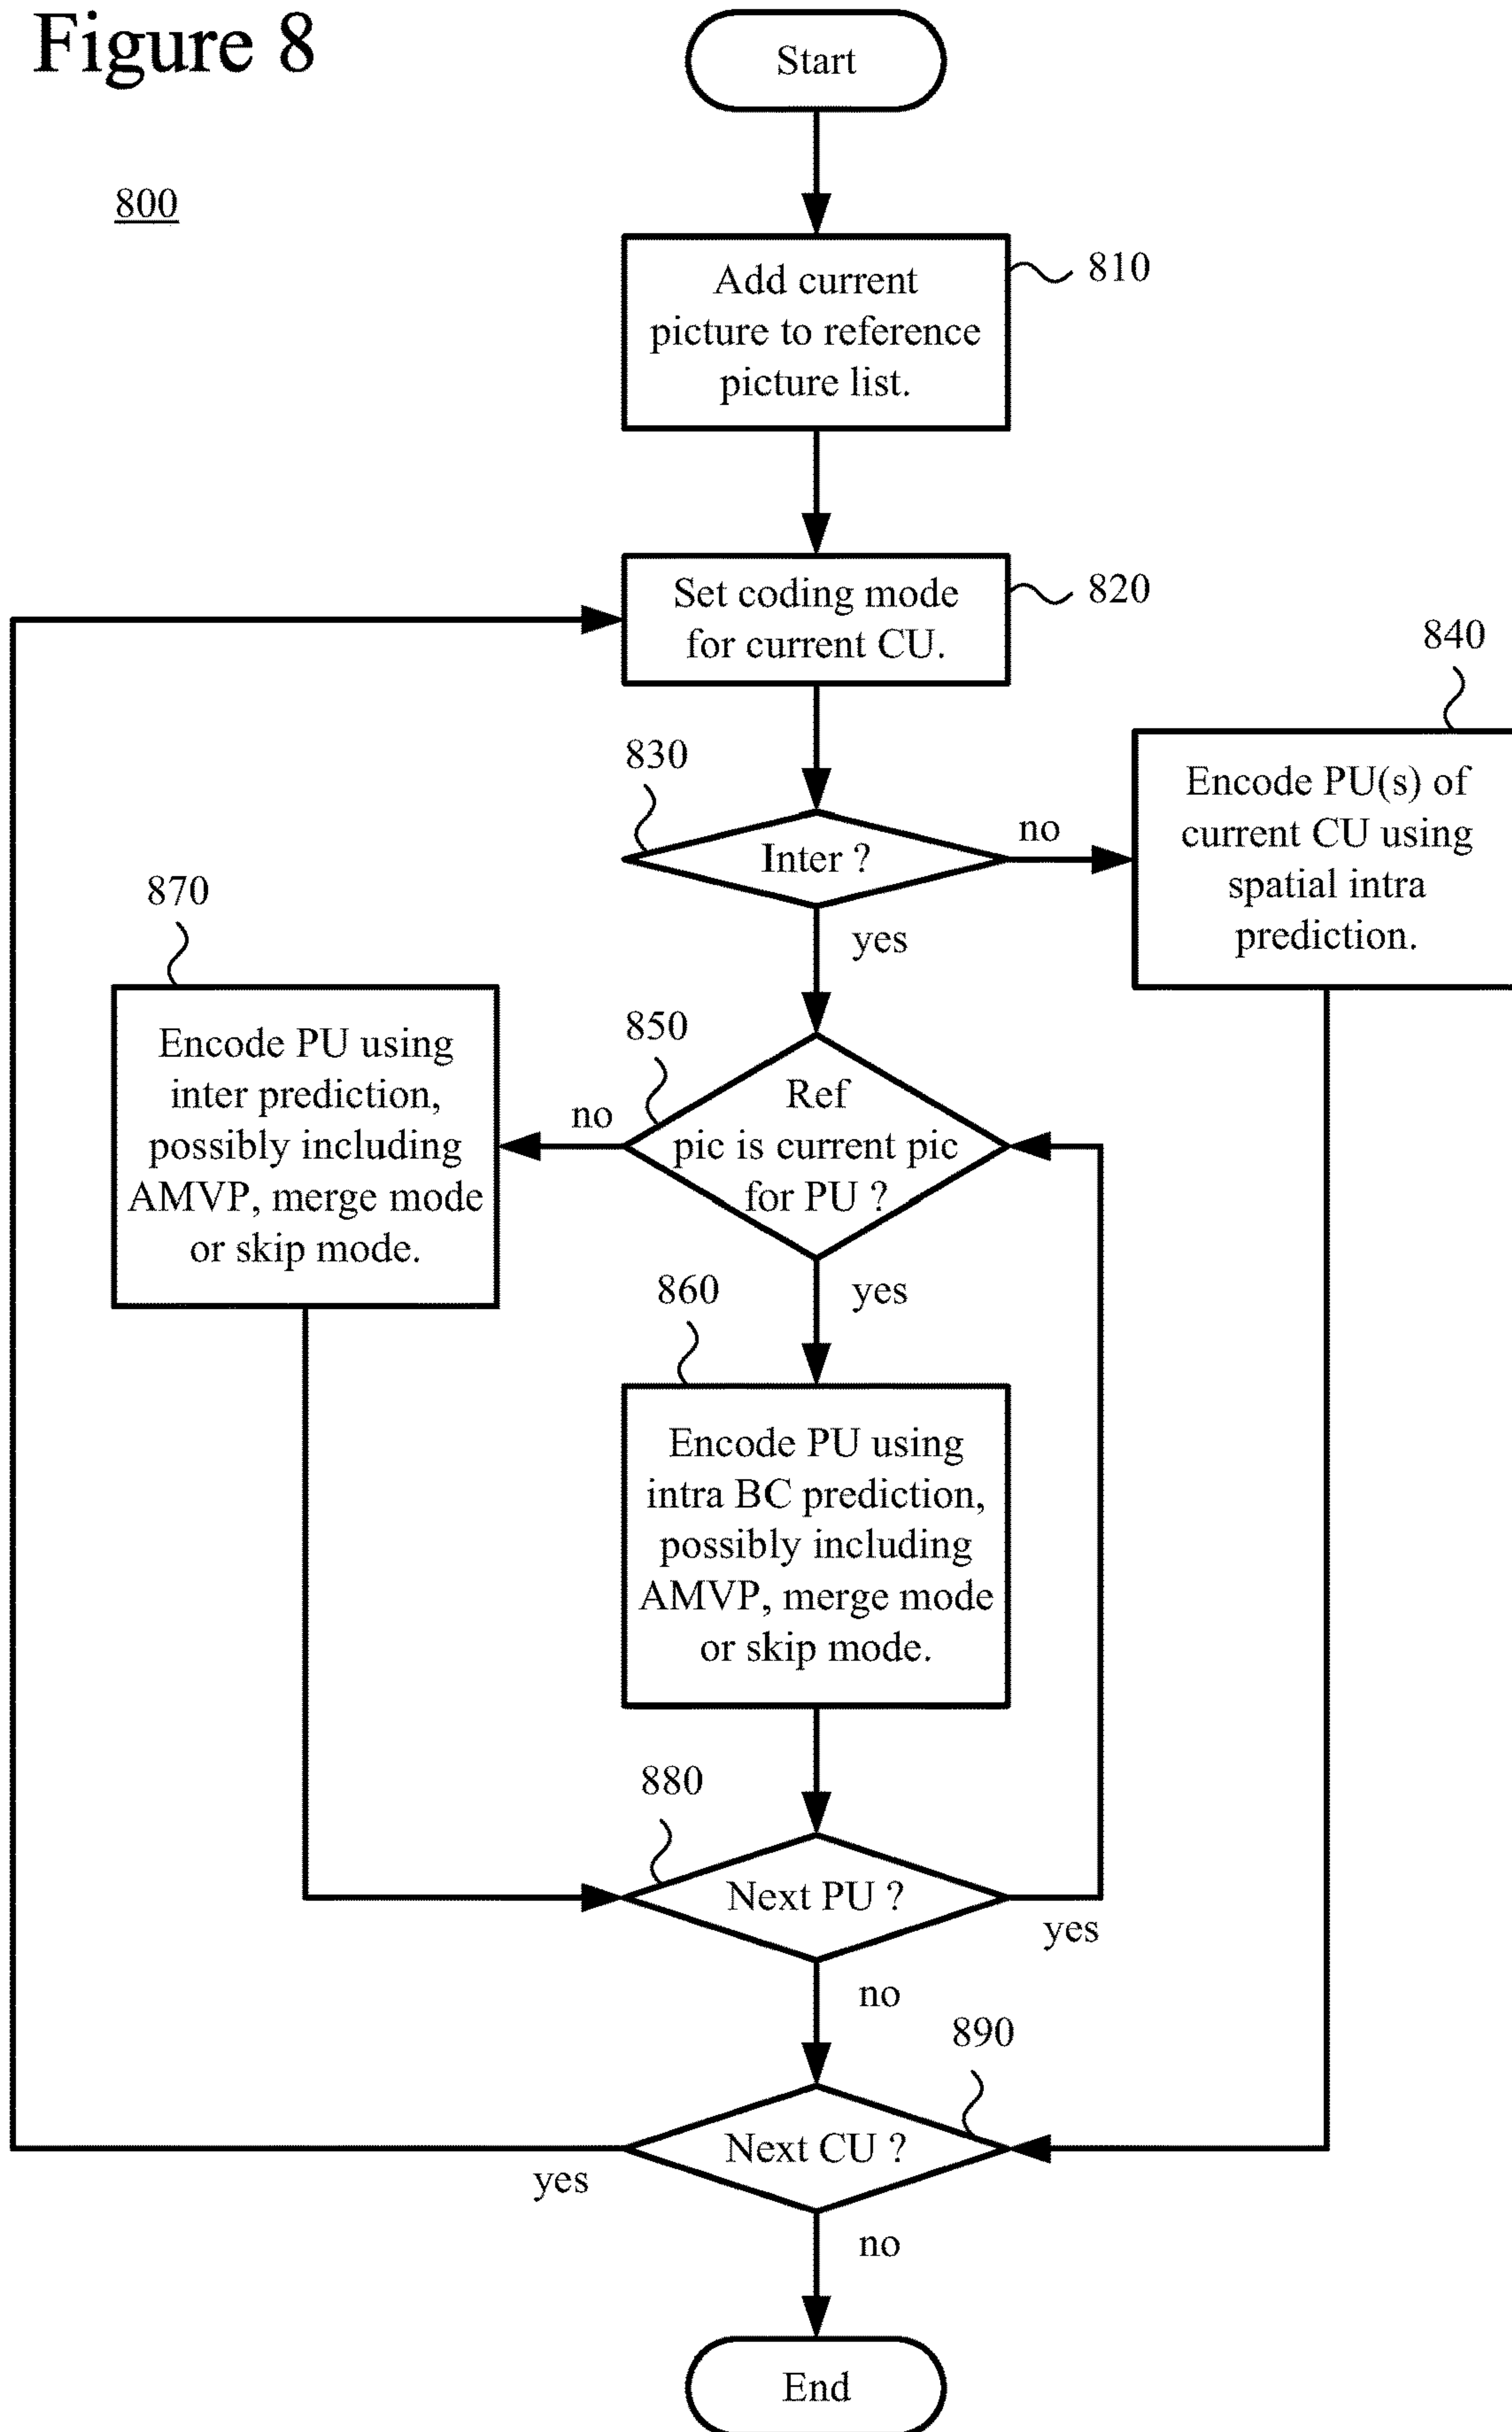 Figure 8
Start
800
810
Add current
picture to reference
picture list.
820
Set coding mode
for current CU.
840
830
Encode PU(s) of
current CU using
spatial intra
prediction.
Inter ?
no
yes
870
850
Encode PU using
inter prediction,
possibly including
AMVP, merge mode
or skip mode.
no
Ref
pic is current pic
for PU ?
yes
860
Encode PU using
intra BC prediction,
possibly including
AMVP, merge mode
or skip mode.
880
Next PU ?
yes
no
890
Next CU ?
yes
no
End